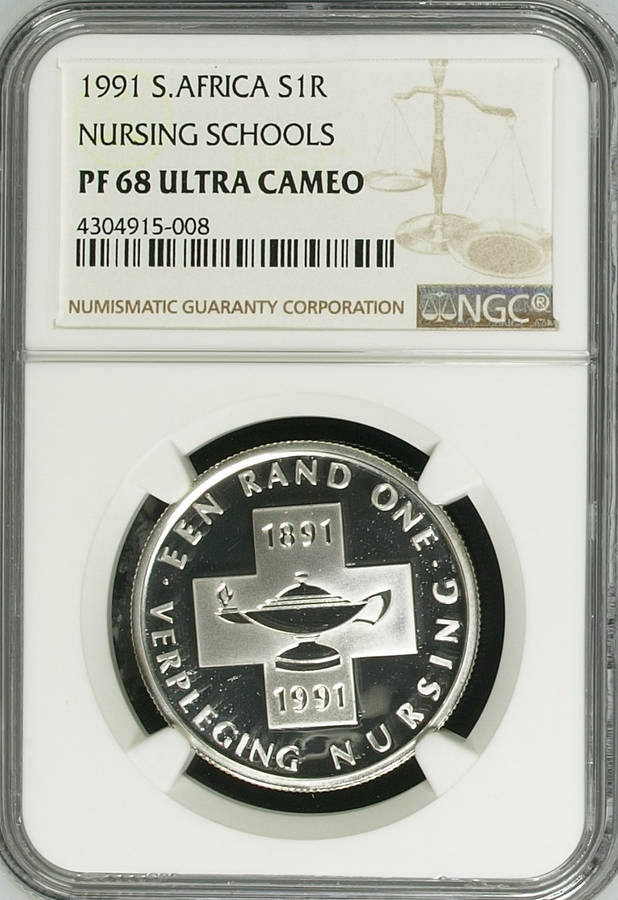 1991 S.AFRICA S1R
NURSING SCHOOLS
PF 68 ULTRA CAMEO
4304915-008
NUMISMATIC GUARANTY CORPORATION
NGC®
· EEN RAND ONE ·
1891
1991
VERPLEGING NURSING